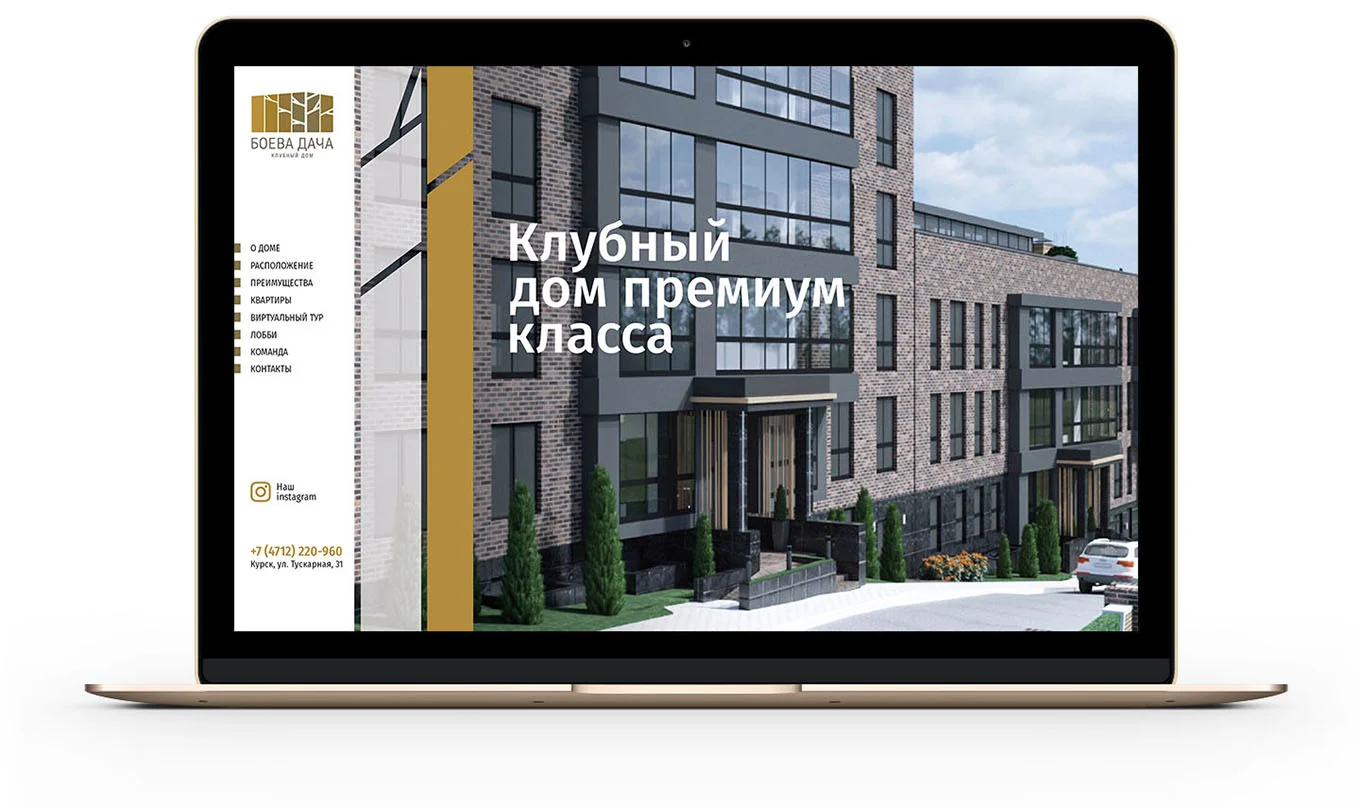 БОЕВА ДАЧА
КЛУБНЫЙ ДОМ
О ДОМЕ
РАСПОЛОЖЕНИЕ
ПРЕИМУЩЕСТВА
КВАРТИРЫ
ВИРТУАЛЬНЫЙ ТУР
ЛОББИ
КОМАНДА
КОНТАКТЫ
Наш
instagram
+7 (4712) 220-960
Курск, ул. Тускарная, 31
Клубный
дом премиум
класса